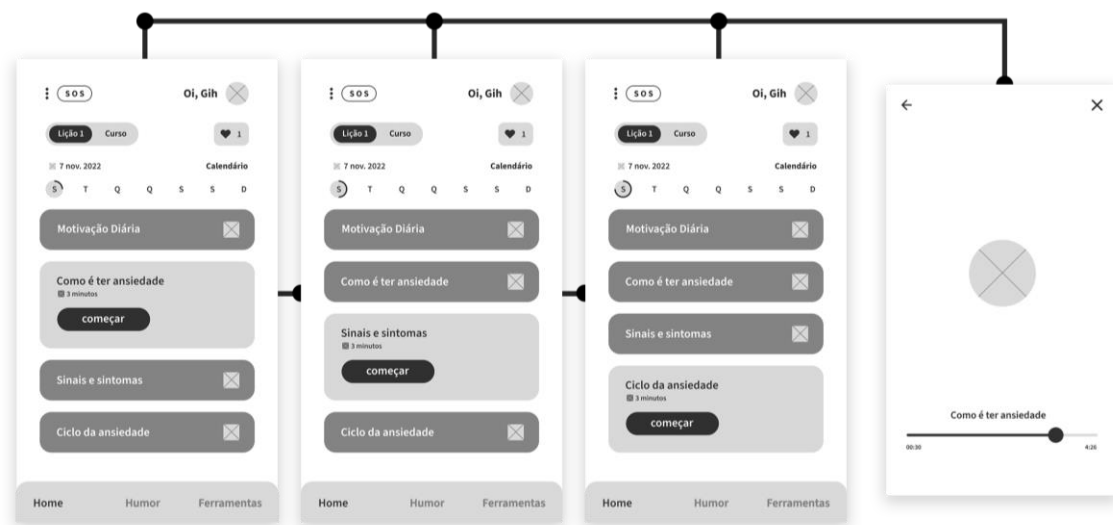 SOS Oi, Gih
Lição 1 Curso 1
7 nov. 2022 Calendário
S T Q Q S S D
Motivação Diária
Como é ter ansiedade
3 minutos
começar
Sinais e sintomas
Ciclo da ansiedade
Home Humor Ferramentas
SOS Oi, Gih
Lição 1 Curso 1
7 nov. 2022 Calendário
S T Q Q S S D
Motivação Diária
Como é ter ansiedade
Sinais e sintomas
3 minutos
começar
Ciclo da ansiedade
Home Humor Ferramentas
SOS Oi, Gih
Lição 1 Curso 1
7 nov. 2022 Calendário
S T Q Q S S D
Motivação Diária
Como é ter ansiedade
Sinais e sintomas
Ciclo da ansiedade
3 minutos
começar
Home Humor Ferramentas
Como é ter ansiedade
00:30 4:26